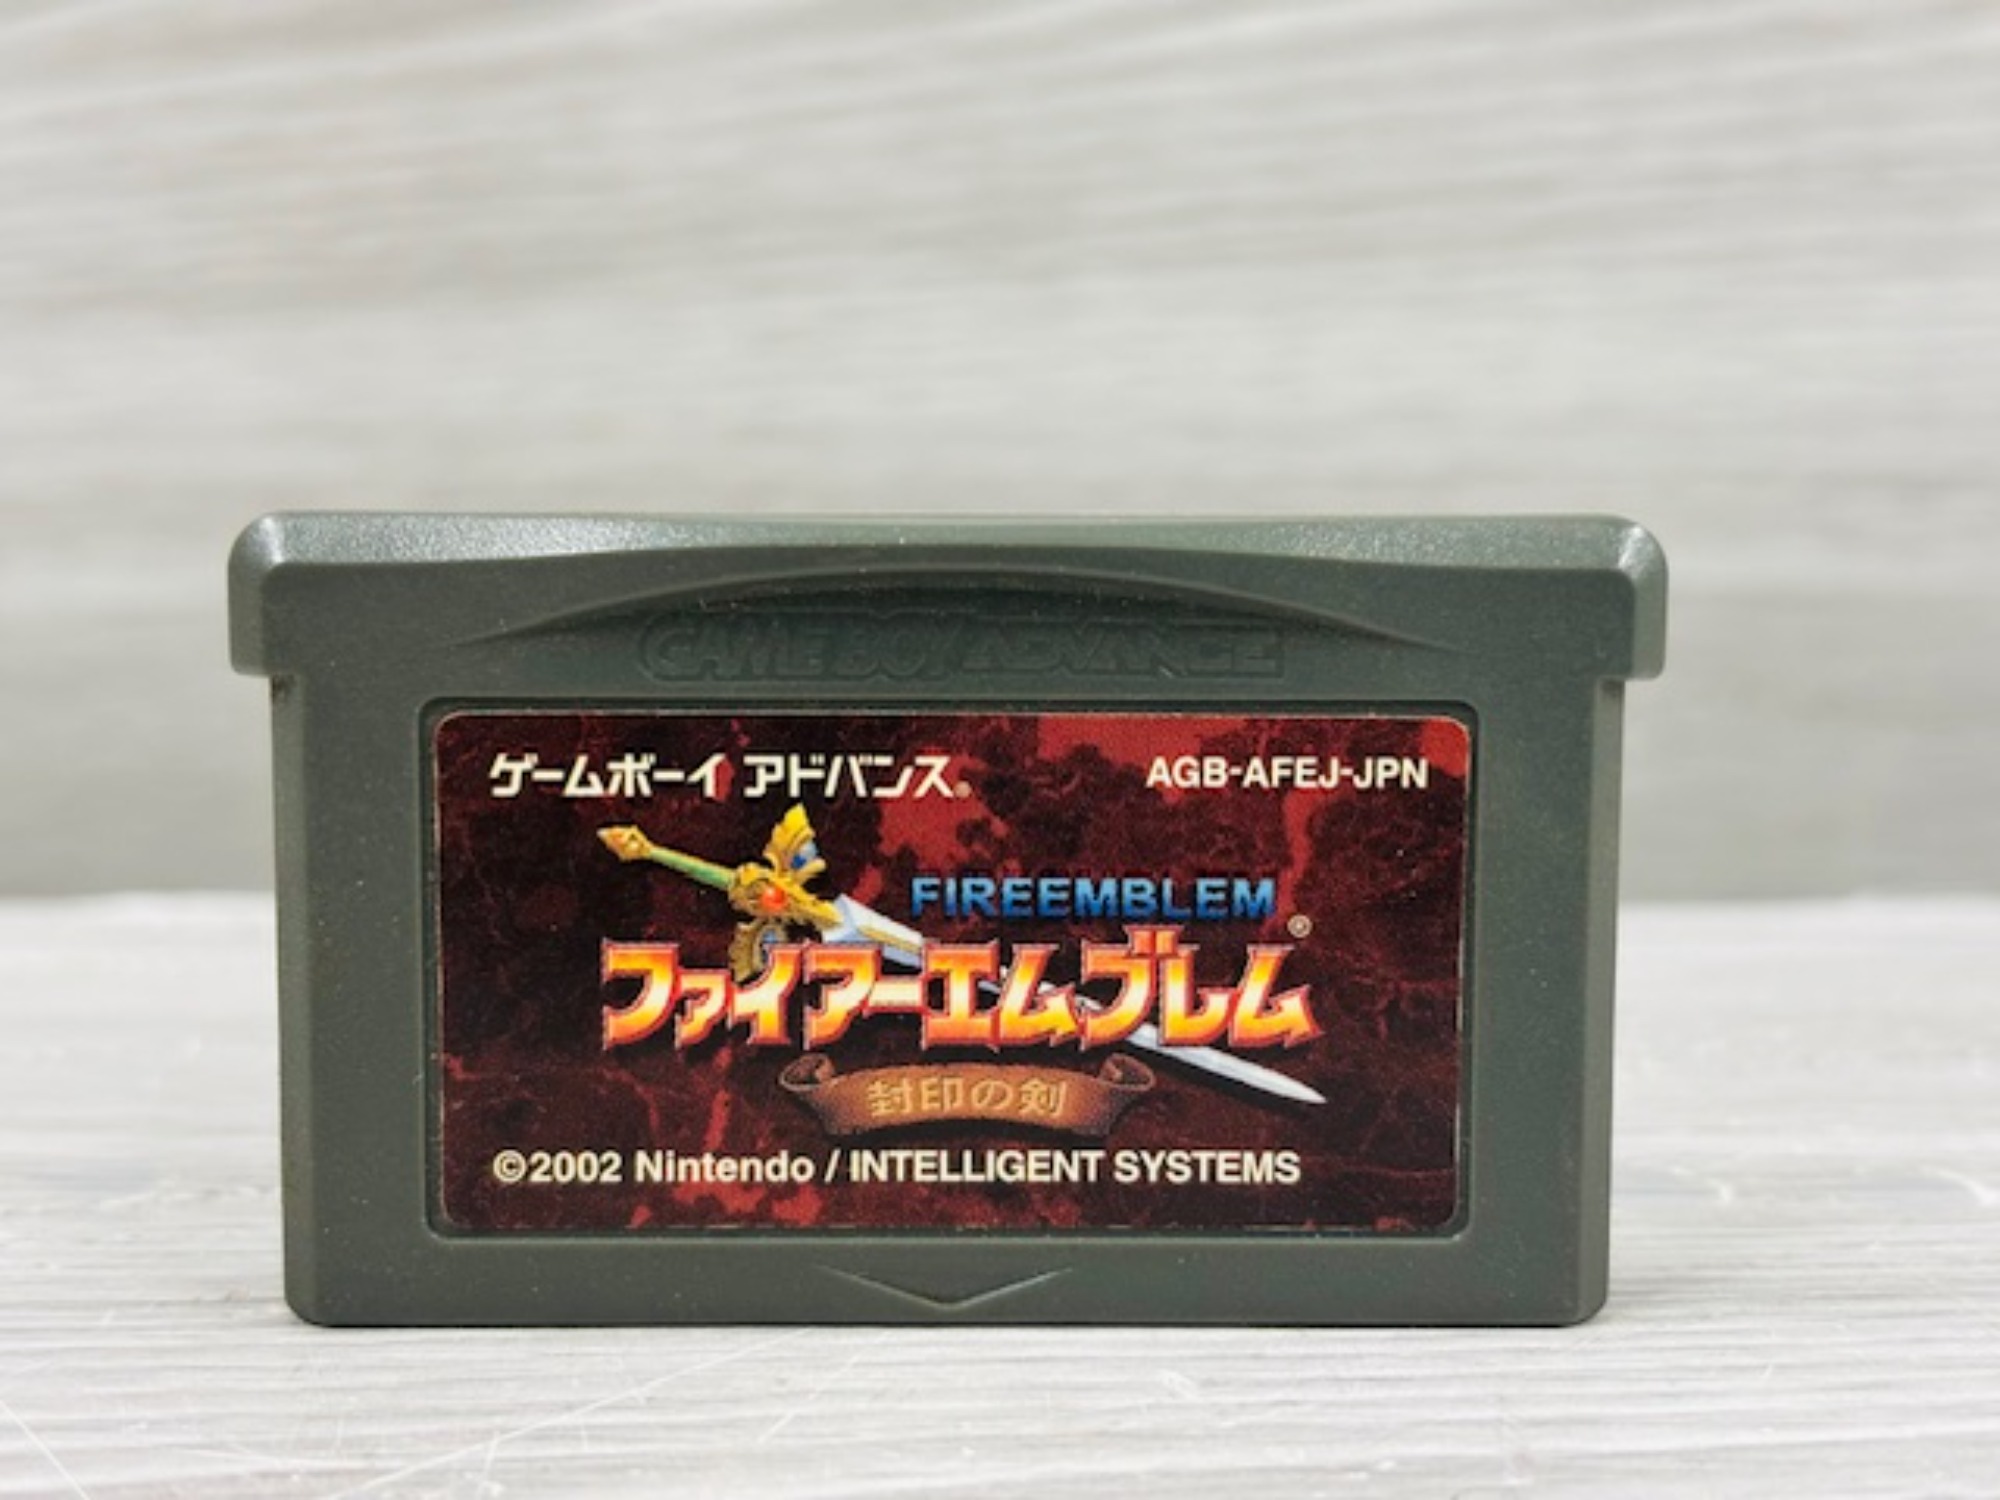 GAME BOY ADVANCE
ゲームボーイ アドバンス® AGB-AFEJ-JPN
FIREEMBLEM
ファイアーエムブレム®
封印の剣
©2002 Nintendo / INTELLIGENT SYSTEMS